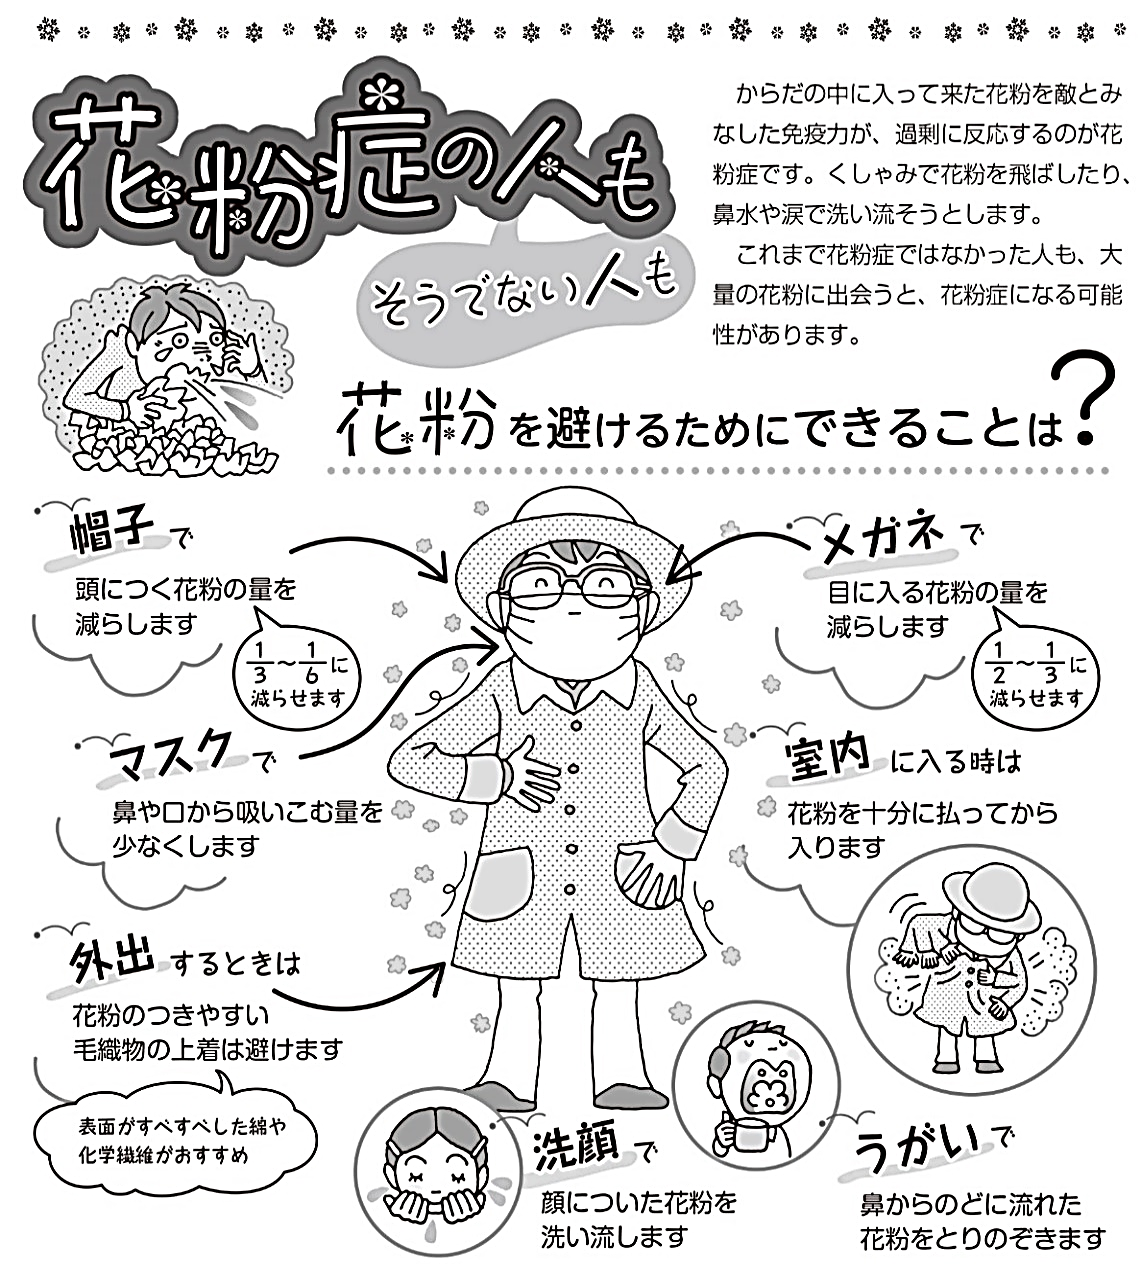 花粉症の人も
そうでない人も
からだの中に入って来た花粉を敵とみ
なした免疫力が、過剰に反応するのが花
粉症です。くしゃみで花粉を飛ばしたり、
鼻水や涙で洗い流そうとします。
これまで花粉症ではなかった人も、大
量の花粉に出会うと、花粉症になる可能
性があります。
花粉を避けるためにできることは?
帽子で
頭につく花粉の量を
減らします
1/3~1/6に
減らせます
メガネで
目に入る花粉の量を
減らします
1/2~1/3に
減らせます
マスクで
鼻や口から吸いこむ量を
少なくします
室内に入る時は
花粉を十分に払ってから
入ります
外出するときは
花粉のつきやすい
毛織物の上着は避けます
表面がすべすべした綿や
化学繊維がおすすめ
洗顔で
顔についた花粉を
洗い流します
うがいで
鼻からのどに流れた
花粉をとりのぞきます